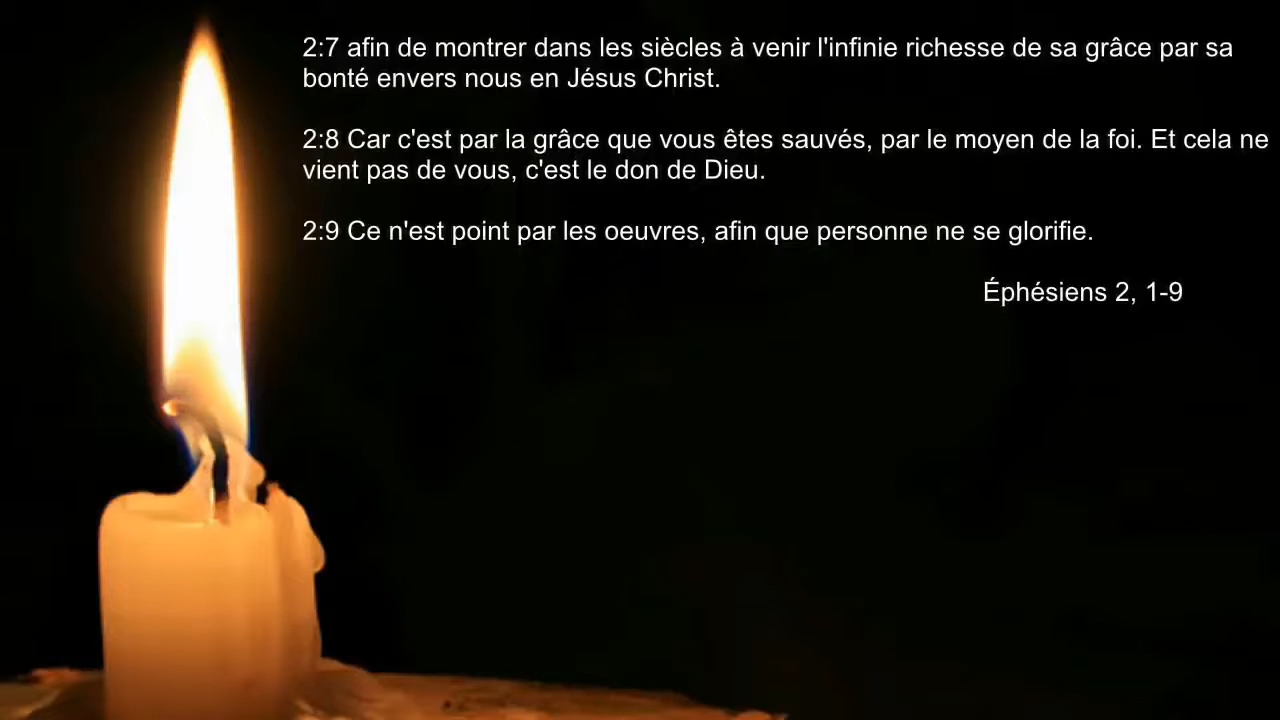 2:7 afin de montrer dans les siècles à venir l'infinie richesse de sa grâce par sa
bonté envers nous en Jésus Christ.
2:8 Car c'est par la grâce que vous êtes sauvés, par le moyen de la foi. Et cela ne
vient pas de vous, c'est le don de Dieu.
2:9 Ce n'est point par les oeuvres, afin que personne ne se glorifie.
Éphésiens 2, 1-9